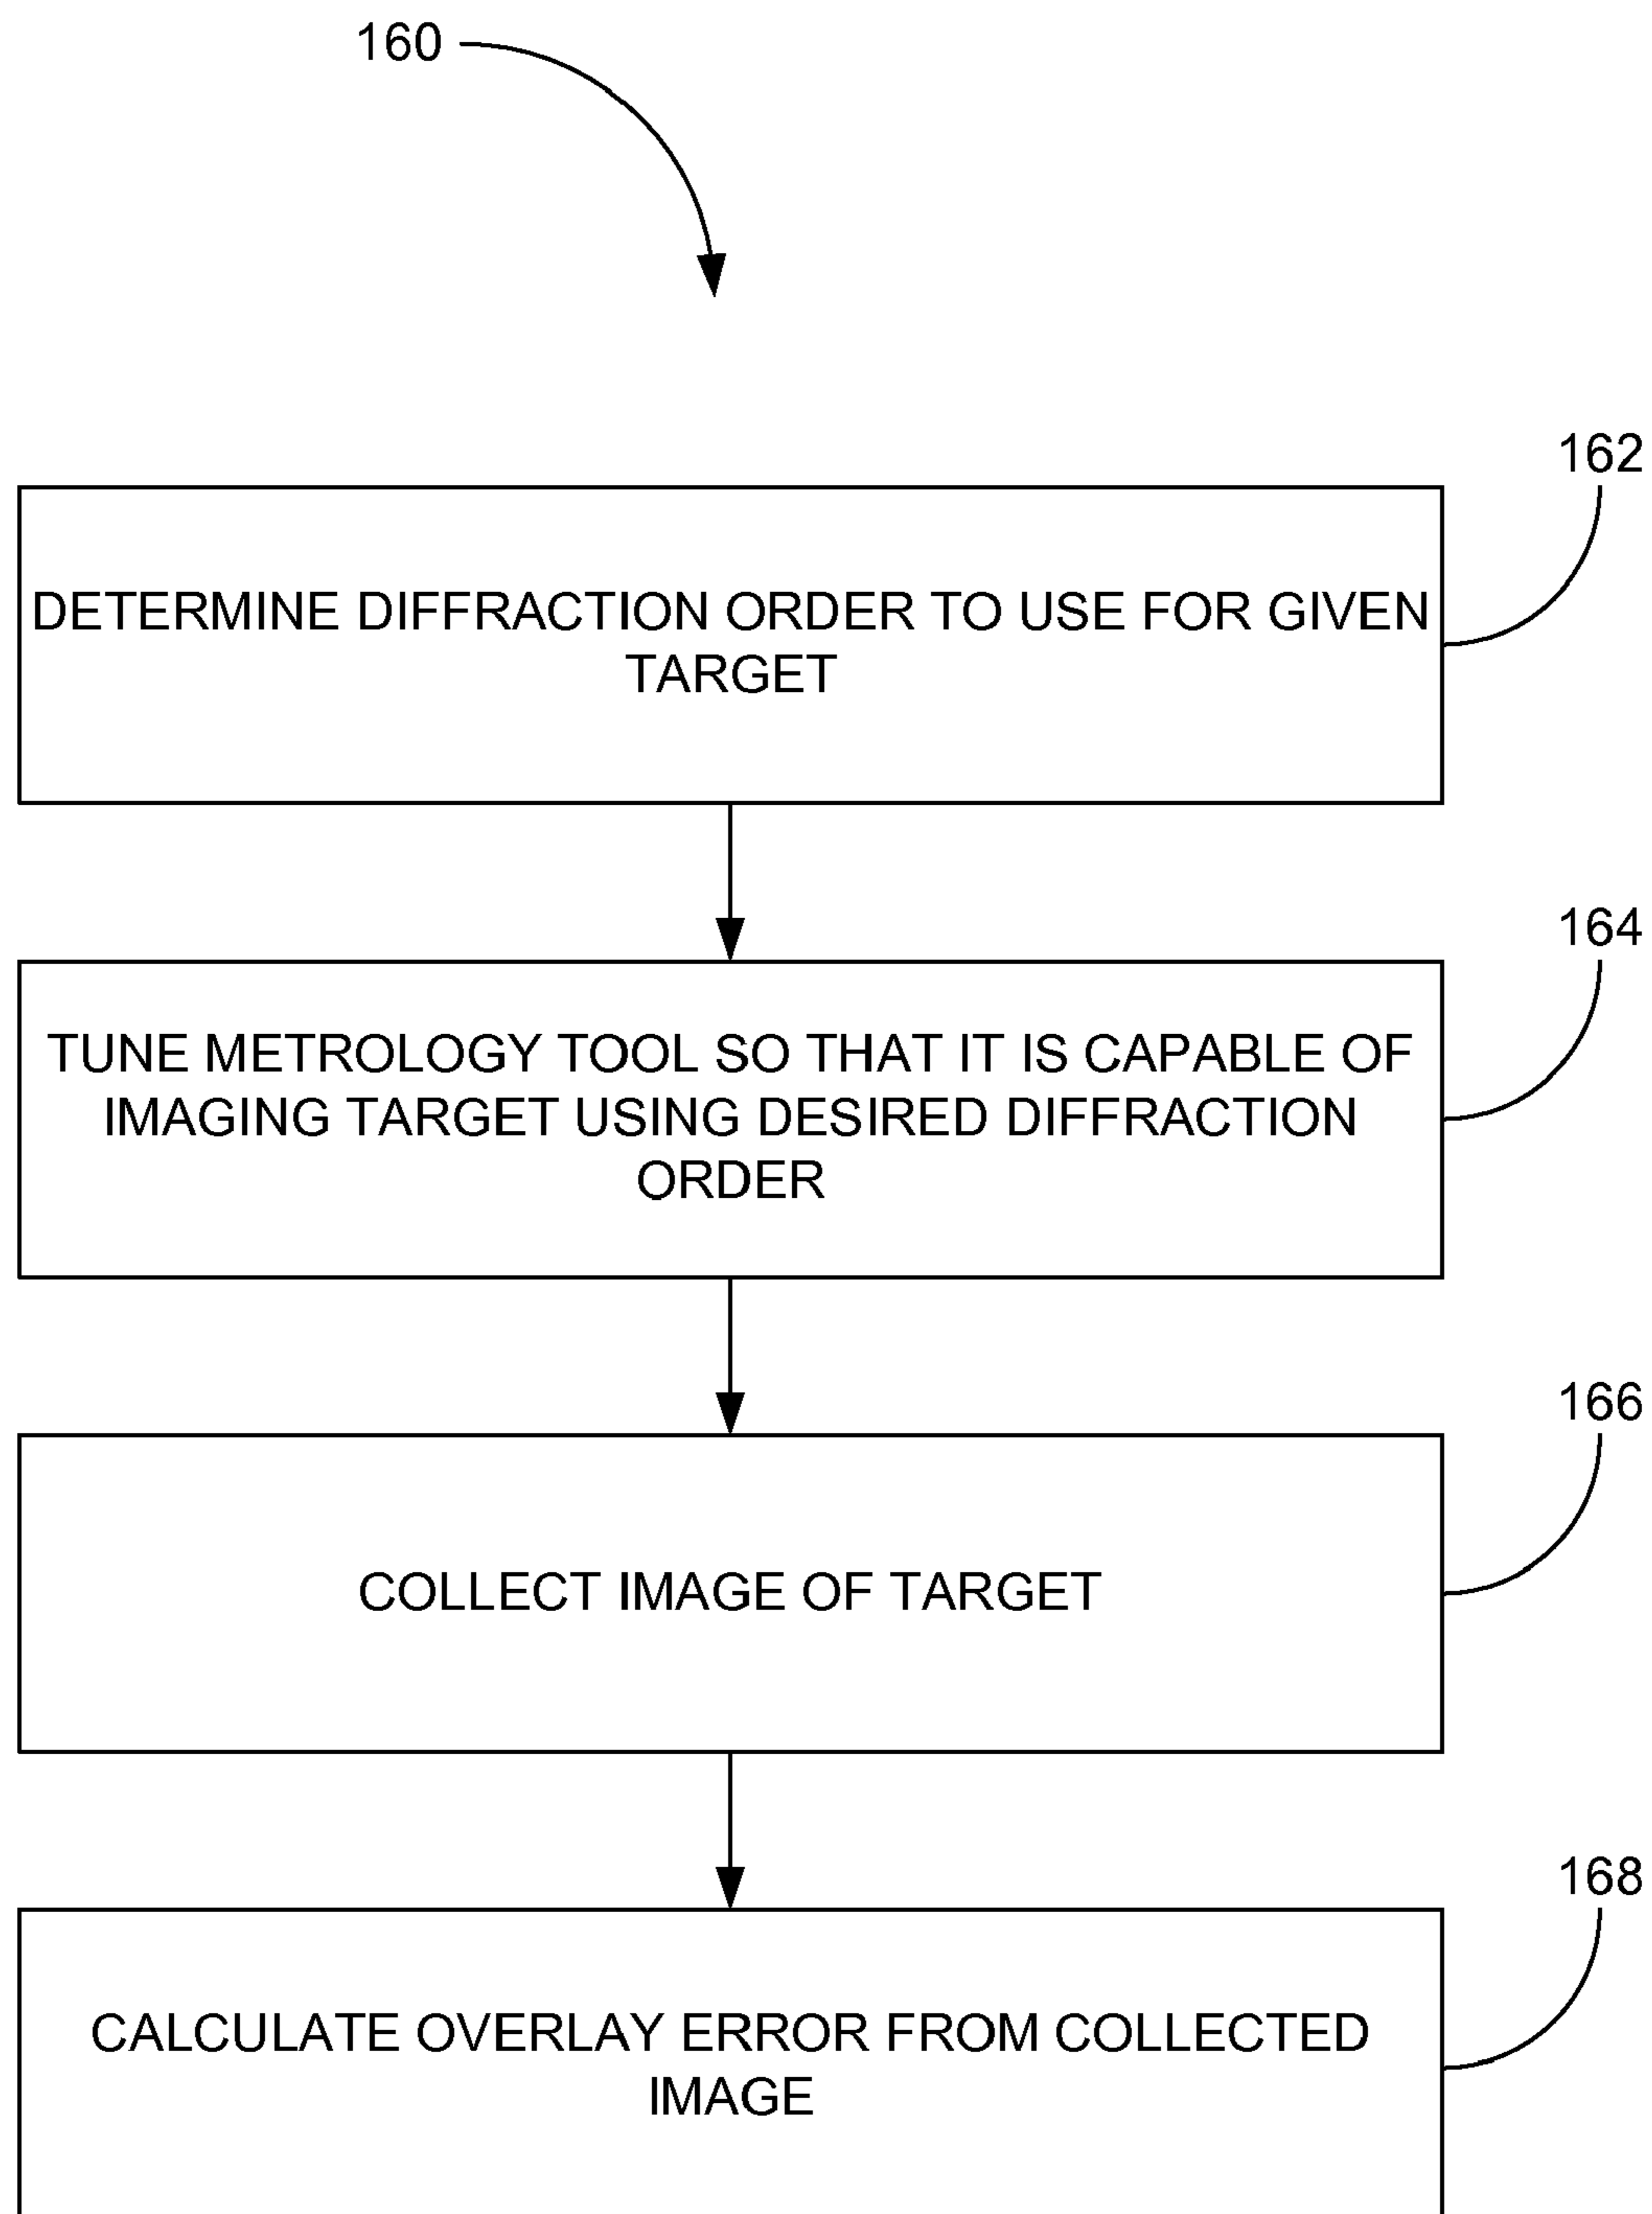 160
162
DETERMINE DIFFRACTION ORDER TO USE FOR GIVEN
TARGET
164
TUNE METROLOGY TOOL SO THAT IT IS CAPABLE OF
IMAGING TARGET USING DESIRED DIFFRACTION
ORDER
166
COLLECT IMAGE OF TARGET
168
CALCULATE OVERLAY ERROR FROM COLLECTED
IMAGE